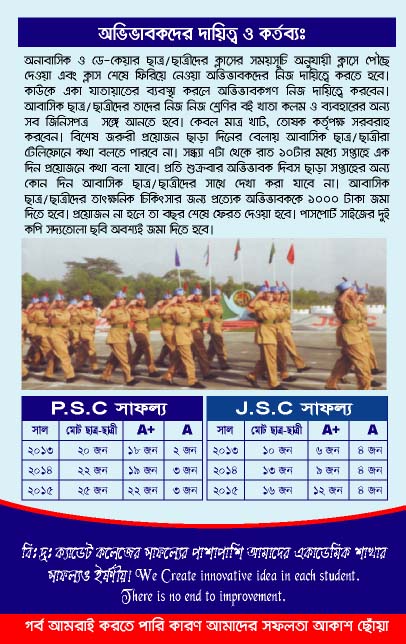 অভিভাবকদের দায়িত্ব ও কর্তব্যঃ
অনাবাসিক ও ডে-কেয়ার ছাত্র/ছাত্রীদের ক্লাসের সময়সূচি অনুযায়ী ক্লাসে পৌছে
দেওয়া এবং ক্লাস শেষে ফিরিয়ে নেওয়া অভিভাবকদের নিজ দায়িত্বে করতে হবে।
কাউকে একা যাতায়াতের ব্যবস্থা করলে অভিভাবকগণ নিজ দায়িত্বে করবেন।
আবাসিক ছাত্র/ছাত্রীদের তাদের নিজ নিজ শ্রেণির বই খাতা কলম ও ব্যবহারের অন্য
সব জিনিসপত্র সঙ্গে আনতে হবে। কেবল মাত্র খাট, তোষক কর্তৃপক্ষ সরবরাহ
করবেন। বিশেষ জরুরী প্রয়োজন ছাড়া দিনের বেলায় আবাসিক ছাত্র/ছাত্রীরা
টেলিফোনে কথা বলতে পারবে না। সন্ধ্যা ৭টা থেকে রাত ১০টার মধ্যে সপ্তাহে এক
দিন প্রয়োজনে কথা বলা যাবে। প্রতি শুক্রবার অভিভাবক দিবস ছাড়া সপ্তাহের অন্য
কোন দিন আবাসিক ছাত্র/ছাত্রীদের সাথে দেখা করা যাবে না। আবাসিক
ছাত্র/ছাত্রীদের তাৎক্ষনিক চিকিৎসার জন্য প্রত্যেক অভিভাবককে ১০০০ টাকা জমা
দিতে হবে। প্রয়োজন না হলে তা বছর শেষে ফেরত দেওয়া হবে। পাসপোর্ট সাইজের দুই
কপি সদ্যতোলা ছবি অবশ্যই জমা দিতে হবে।
P.S.C সাফল্য
সাল মোট ছাত্র-ছাত্রী A+ A
২০১৩ ২০ জন ১৮ জন ২ জন
২০১৪ ২২ জন ১৯ জন ৩ জন
২০১৫ ২৫ জন ২২ জন ৩ জন
J.S.C সাফল্য
সাল মোট ছাত্র-ছাত্রী A+ A
২০১৩ ১০ জন ৬ জন ৪ জন
২০১৪ ১৩ জন ৯ জন ৪ জন
২০১৫ ১৬ জন ১২ জন ৪ জন
বি: দ্র: ক্যাডেট কলেজের সাফল্যের পাশাপাশি আমাদের একাডেমিক শাখার
সাফল্যও ইর্ষণীয়। We Create innovative idea in each student.
There is no end to improvement.
গর্ব আমরাই করতে পারি কারণ আমাদের সফলতা আকাশ ছোঁয়া